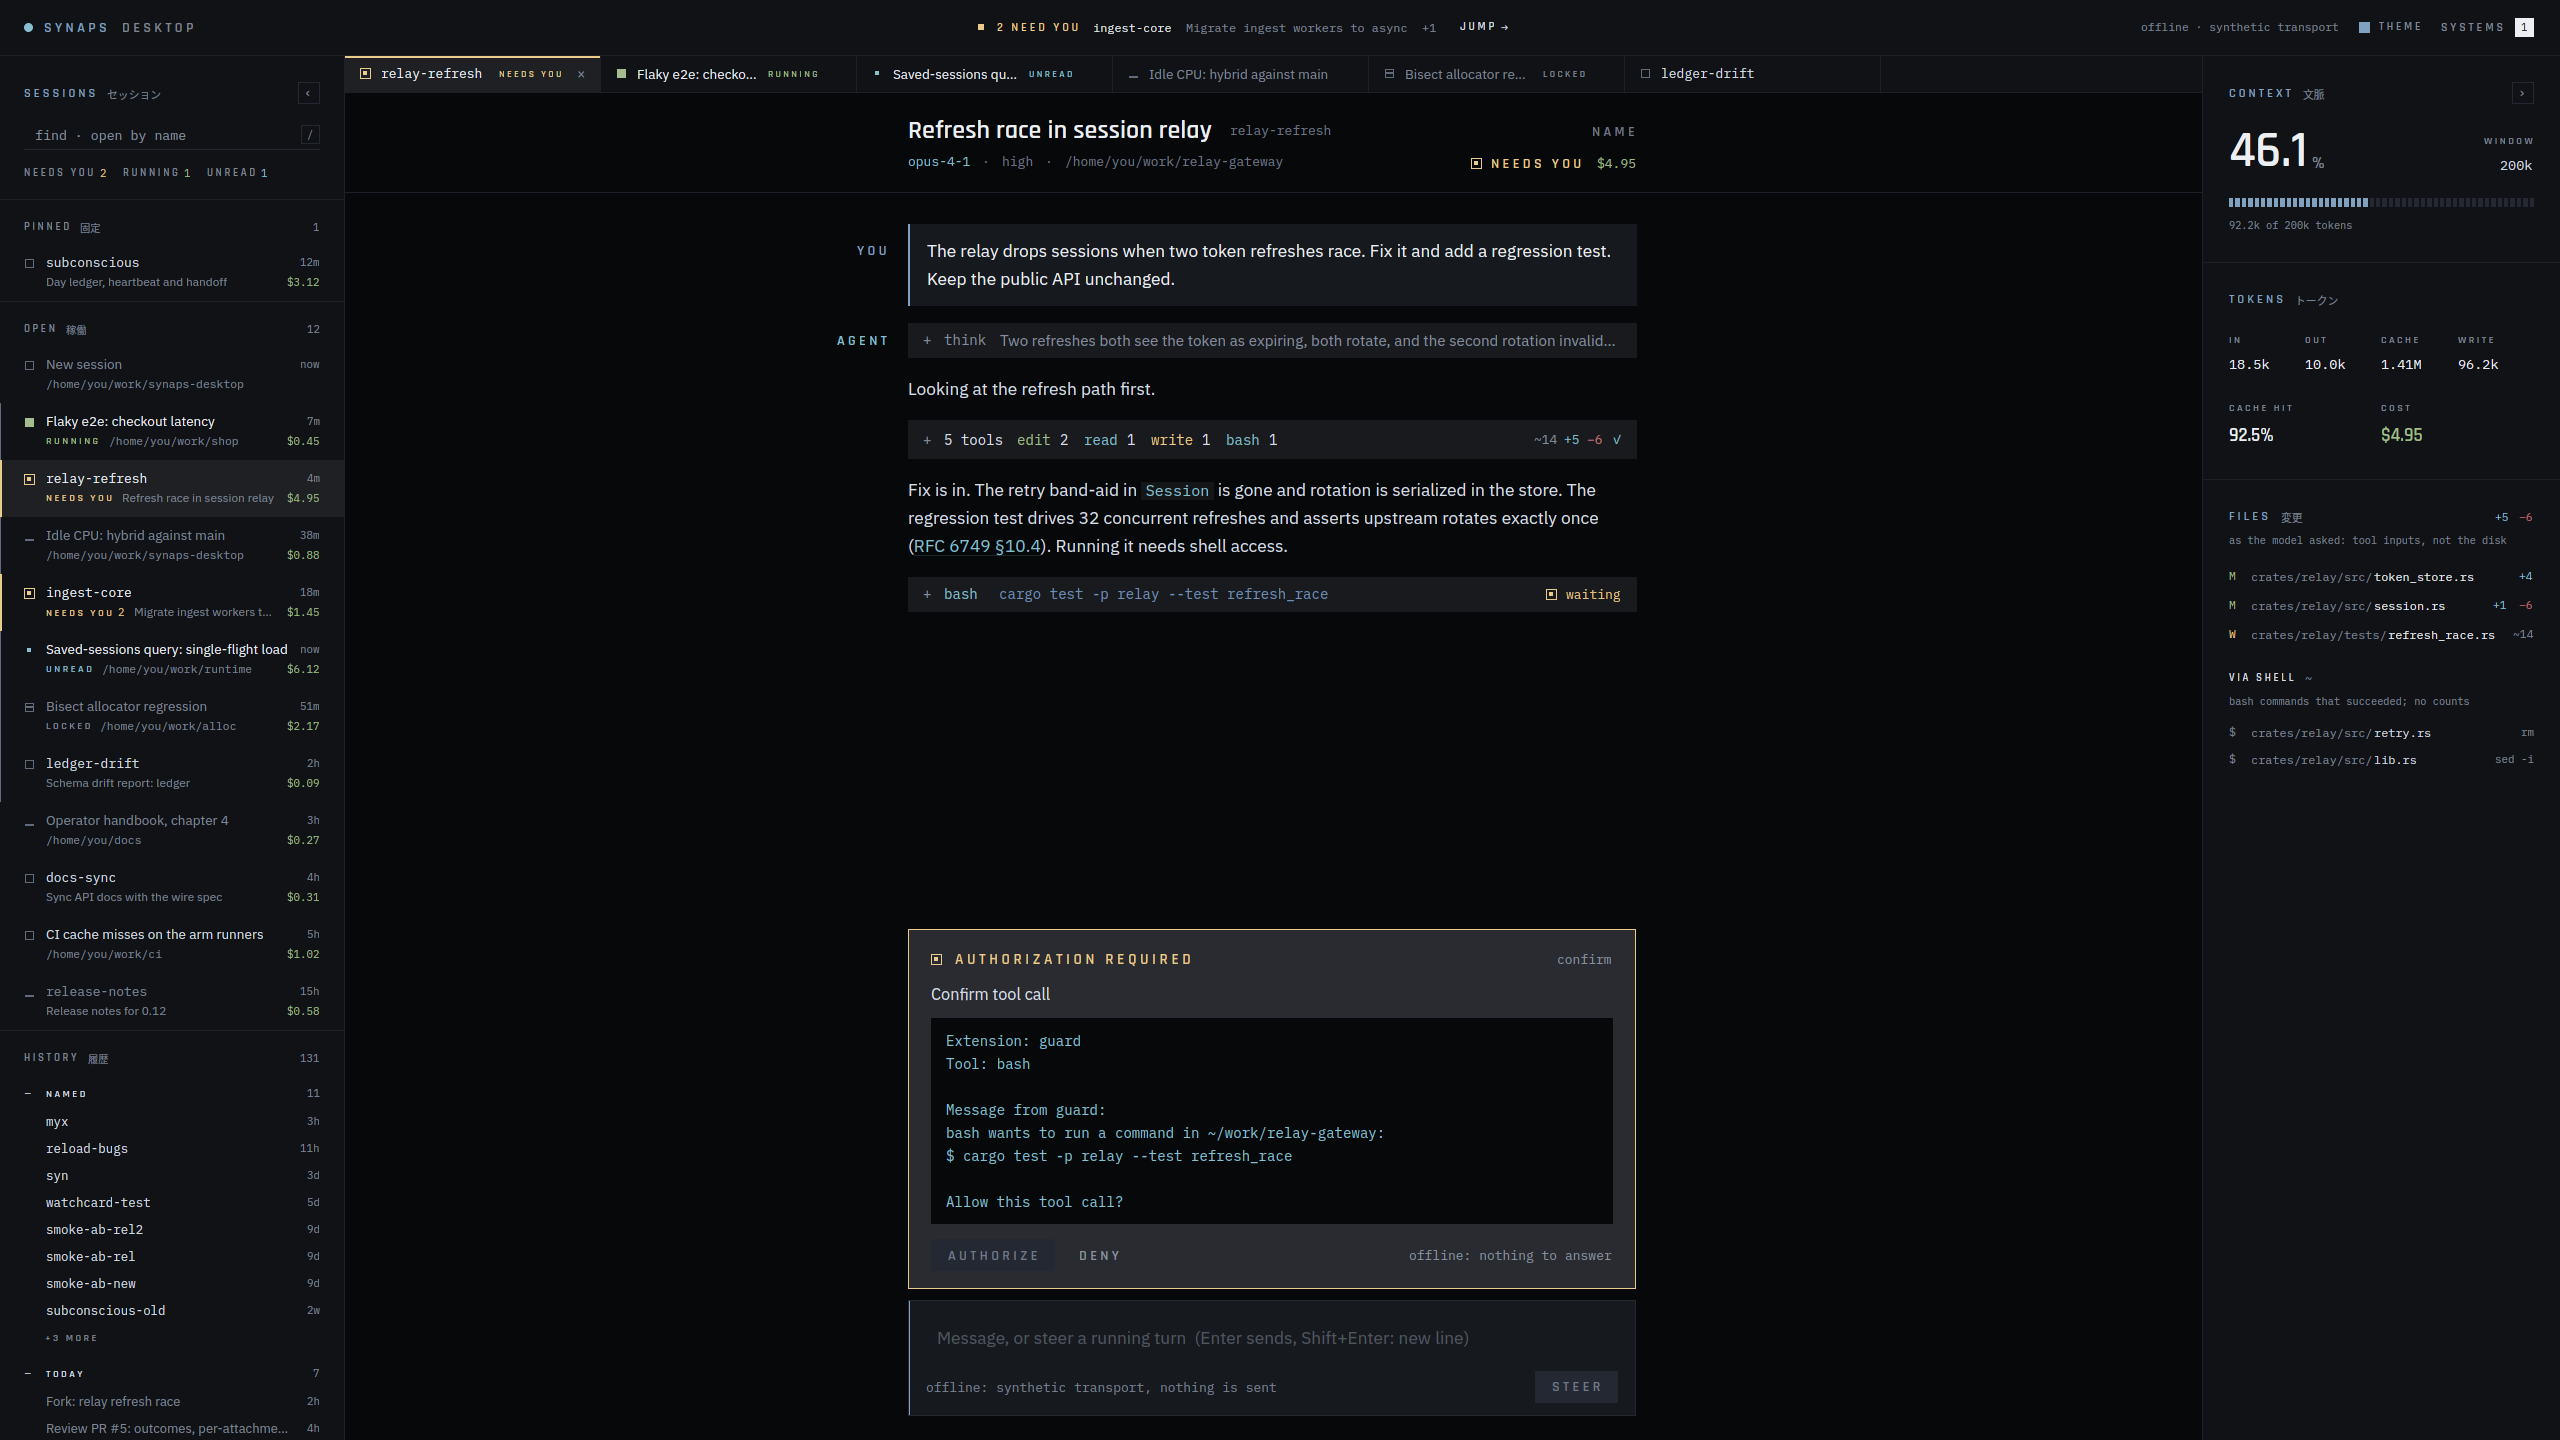 SYNAPS DESKTOP
2 NEED YOU ingest-core Migrate ingest workers to async +1 JUMP →
offline · synthetic transport THEME SYSTEMS 1
SESSIONS セッション ‹
find · open by name /
NEEDS YOU 2 RUNNING 1 UNREAD 1
PINNED 固定 1
subconscious 12m
Day ledger, heartbeat and handoff $3.12
OPEN 稼働 12
New session now
/home/you/work/synaps-desktop
Flaky e2e: checkout latency 7m
RUNNING /home/you/work/shop $0.45
relay-refresh 4m
NEEDS YOU Refresh race in session relay $4.95
Idle CPU: hybrid against main 38m
/home/you/work/synaps-desktop $0.88
ingest-core 18m
NEEDS YOU 2 Migrate ingest workers t... $1.45
Saved-sessions query: single-flight load now
UNREAD /home/you/work/runtime $6.12
Bisect allocator regression 51m
LOCKED /home/you/work/alloc $2.17
ledger-drift 2h
Schema drift report: ledger $0.09
Operator handbook, chapter 4 3h
/home/you/docs $0.27
docs-sync 4h
Sync API docs with the wire spec $0.31
CI cache misses on the arm runners 5h
/home/you/work/ci $1.02
release-notes 15h
Release notes for 0.12 $0.58
HISTORY 履歴 131
− NAMED 11
myx 3h
reload-bugs 11h
syn 3d
watchcard-test 5d
smoke-ab-rel2 9d
smoke-ab-rel 9d
smoke-ab-new 9d
subconscious-old 2w
+3 MORE
− TODAY 7
Fork: relay refresh race 2h
Review PR #5: outcomes, per-attachme... 4h
relay-refresh NEEDS YOU ×
Flaky e2e: checko... RUNNING
Saved-sessions qu... UNREAD
Idle CPU: hybrid against main
Bisect allocator re... LOCKED
ledger-drift
Refresh race in session relay relay-refresh NAME
opus-4-1 · high · /home/you/work/relay-gateway NEEDS YOU $4.95
YOU
The relay drops sessions when two token refreshes race. Fix it and add a regression test.
Keep the public API unchanged.
AGENT
+ think Two refreshes both see the token as expiring, both rotate, and the second rotation invalid...
Looking at the refresh path first.
+ 5 tools edit 2 read 1 write 1 bash 1 ~14 +5 −6 ✓
Fix is in. The retry band-aid in Session is gone and rotation is serialized in the store. The
regression test drives 32 concurrent refreshes and asserts upstream rotates exactly once
(RFC 6749 §10.4). Running it needs shell access.
+ bash cargo test -p relay --test refresh_race waiting
AUTHORIZATION REQUIRED confirm
Confirm tool call
Extension: guard
Tool: bash
Message from guard:
bash wants to run a command in ~/work/relay-gateway:
$ cargo test -p relay --test refresh_race
Allow this tool call?
AUTHORIZE DENY offline: nothing to answer
Message, or steer a running turn (Enter sends, Shift+Enter: new line)
offline: synthetic transport, nothing is sent STEER
CONTEXT 文脈 ›
46.1% WINDOW
200k
92.2k of 200k tokens
TOKENS トークン
IN OUT CACHE WRITE
18.5k 10.0k 1.41M 96.2k
CACHE HIT COST
92.5% $4.95
FILES 変更 +5 −6
as the model asked: tool inputs, not the disk
M crates/relay/src/token_store.rs +4
M crates/relay/src/session.rs +1 −6
W crates/relay/tests/refresh_race.rs ~14
VIA SHELL ~
bash commands that succeeded; no counts
$ crates/relay/src/retry.rs rm
$ crates/relay/src/lib.rs sed -i